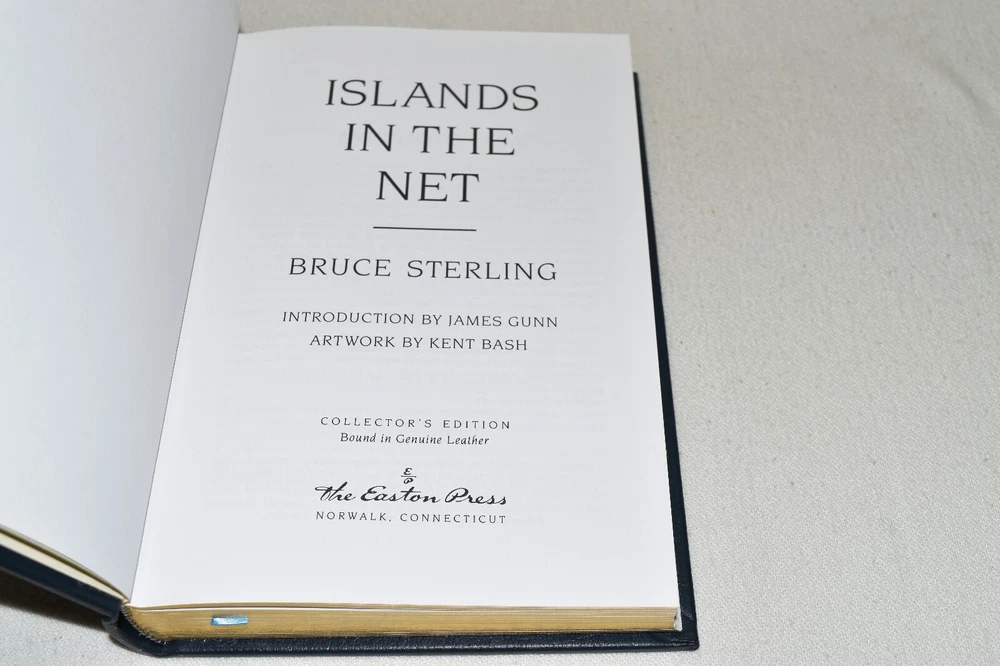 ISLANDS
IN THE
NET
BRUCE STERLING
INTRODUCTION BY JAMES GUNN
ARTWORK BY KENT BASH
COLLECTOR'S EDITION
Bound in Genuine Leather
E
P
The Easton Press
NORWALK, CONNECTICUT